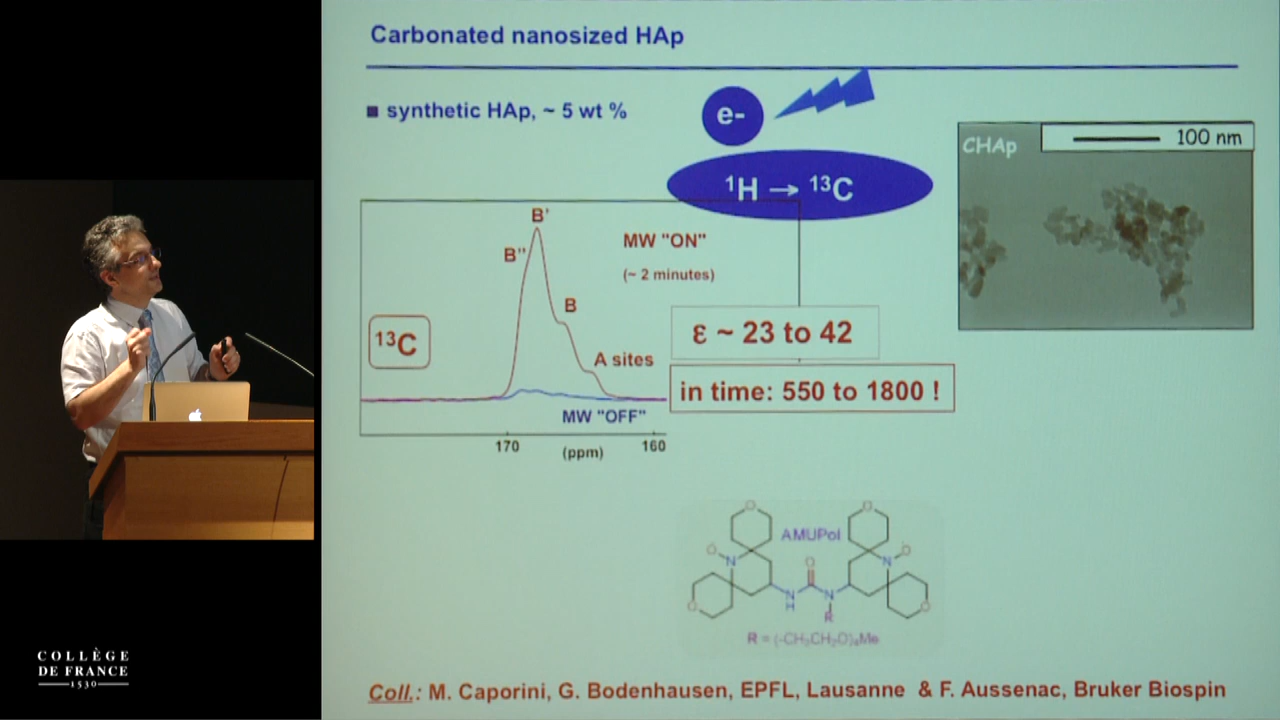 Carbonated nanosized HAp
synthetic HAp, ~ 5 wt %
e-
¹H → ¹³C
CHAp
100 nm
B'
B''
MW "ON"
(~ 2 minutes)
B
¹³C
A sites
ε ~ 23 to 42
in time: 550 to 1800 !
MW "OFF"
170
(ppm)
160
O
O
AMUPol
O
N
O
N
O
O
N
H
N
O
R
R = (-CH₂CH₂O)₄Me
COLLÈGE
DE FRANCE
1530
Coll.: M. Caporini, G. Bodenhausen, EPFL, Lausanne & F. Aussenac, Bruker Biospin